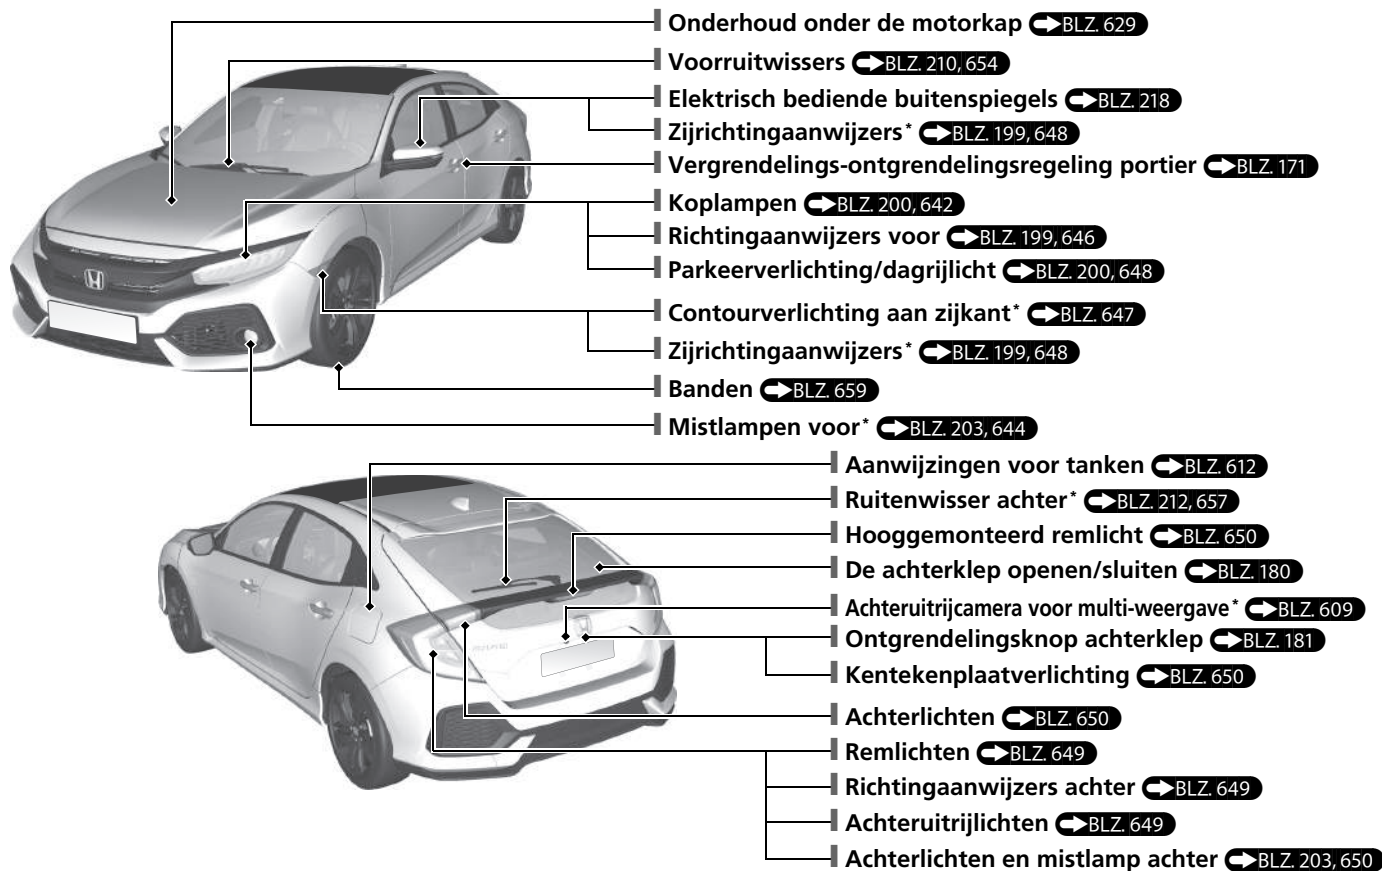 Onderhoud onder de motorkap BLZ. 629
Voorruitwissers BLZ. 210, 654
Elektrisch bediende buitenspiegels BLZ. 218
Zijrichtingaanwijzers* BLZ. 199, 648
Vergrendelings-ontgrendelingsregeling portier BLZ. 171
Koplampen BLZ. 200, 642
Richtingaanwijzers voor BLZ. 199, 646
Parkeerverlichting/dagrijlicht BLZ. 200, 648
Contourverlichting aan zijkant* BLZ. 647
Zijrichtingaanwijzers* BLZ. 199, 648
Banden BLZ. 659
Mistlampen voor* BLZ. 203, 644
Aanwijzingen voor tanken BLZ. 612
Ruitenwisser achter* BLZ. 212, 657
Hooggemonteerd remlicht BLZ. 650
De achterklep openen/sluiten BLZ. 180
Achteruitrijcamera voor multi-weergave* BLZ. 609
Ontgrendelingsknop achterklep BLZ. 181
Kentekenplaatverlichting BLZ. 650
Achterlichten BLZ. 650
Remlichten BLZ. 649
Richtingaanwijzers achter BLZ. 649
Achteruitrijlichten BLZ. 649
Achterlichten en mistlamp achter BLZ. 203, 650